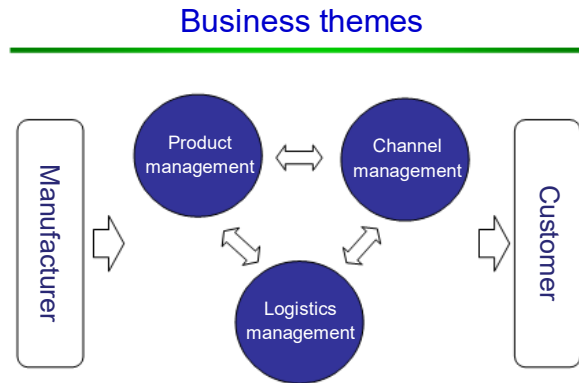 Business themes
Manufacturer
Product
management
Channel
management
Logistics
management
Customer